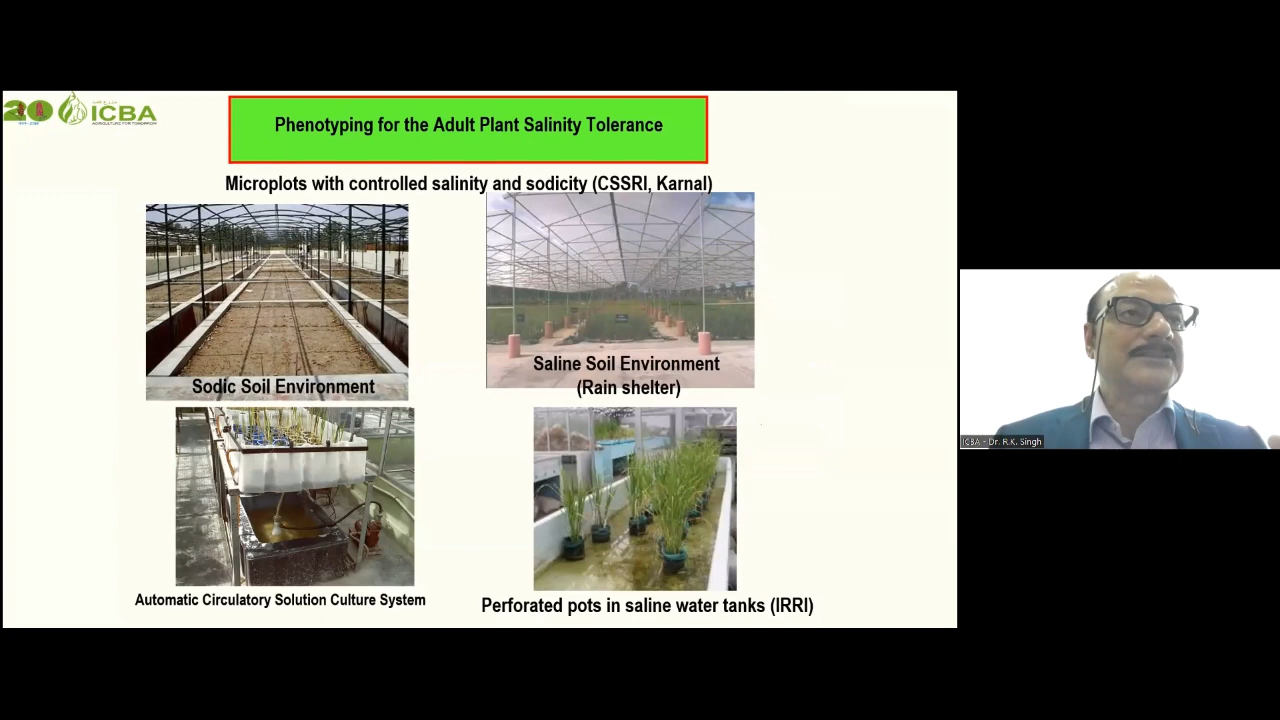 20
ICBA
AGRICULTURE FOR TOMORROW
Phenotyping for the Adult Plant Salinity Tolerance
Microplots with controlled salinity and sodicity (CSSRI, Karnal)
Sodic Soil Environment
Saline Soil Environment
(Rain shelter)
Automatic Circulatory Solution Culture System
Perforated pots in saline water tanks (IRRI)
ICBA - Dr. R.K. Singh